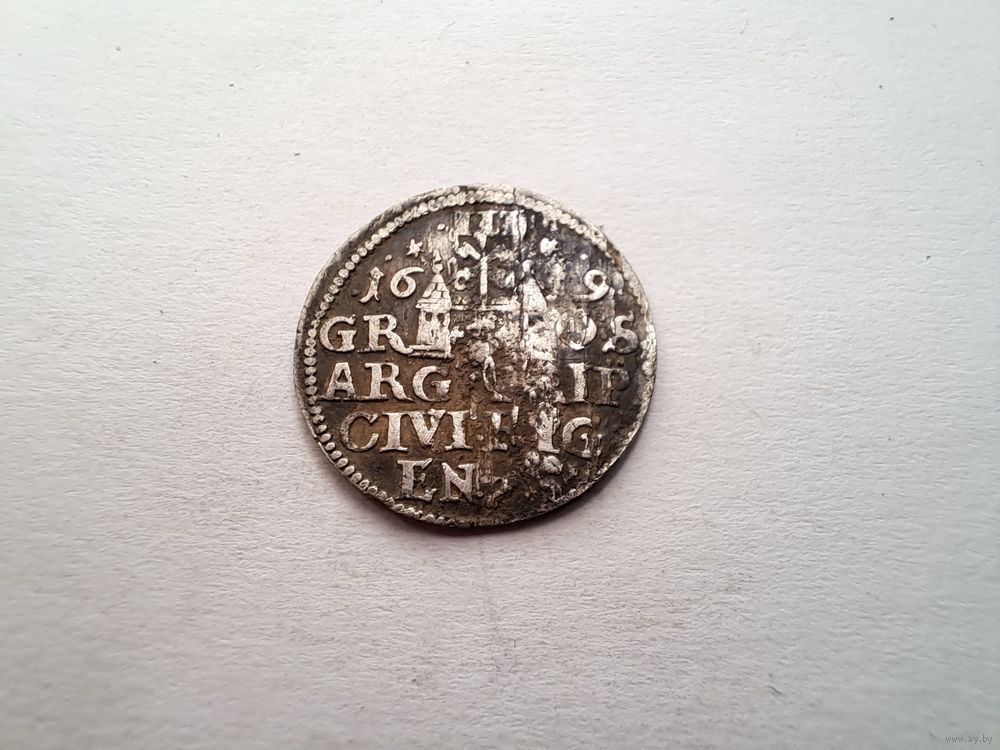 III
16 19
GR OS
ARG IP
CIVI IG
EN
www.ay.by